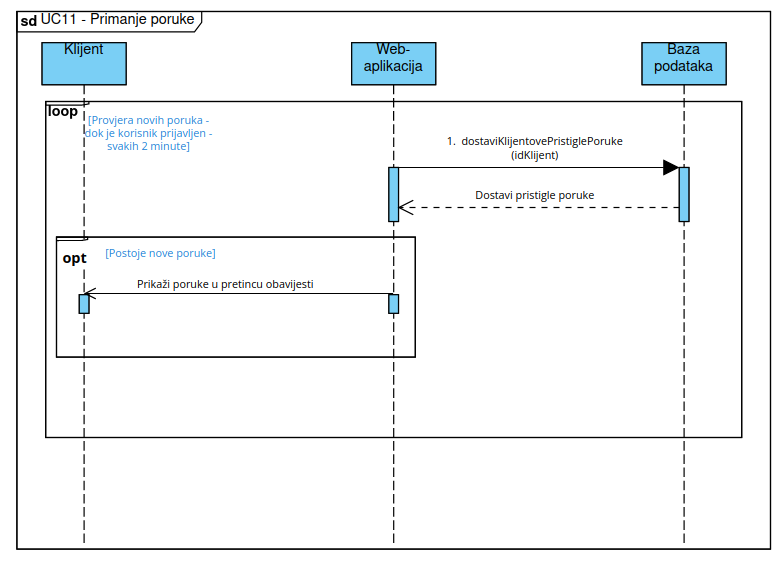 sd UC11 - Primanje poruke
Klijent
Web-
aplikacija
Baza
podataka
loop
[Provjera novih poruka -
dok je korisnik prijavljen -
svakih 2 minute]
1. dostaviKlijentovePristiglePoruke
(idKlijent)
Dostavi pristigle poruke
opt
[Postoje nove poruke]
Prikaži poruke u pretincu obavijesti